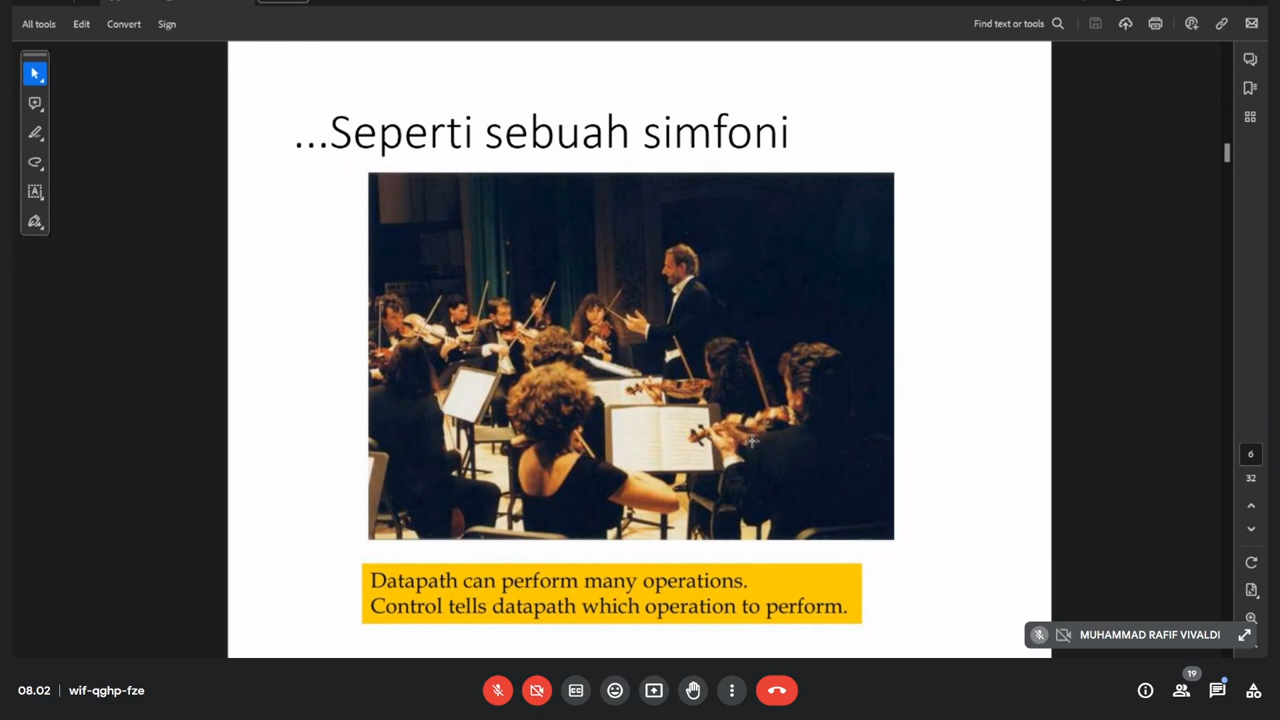 All tools Edit Convert Sign Find text or tools
...Seperti sebuah simfoni
Datapath can perform many operations.
Control tells datapath which operation to perform.
6
32
MUHAMMAD RAFIF VIVALDI
08.02 | wif-qghp-fze
19